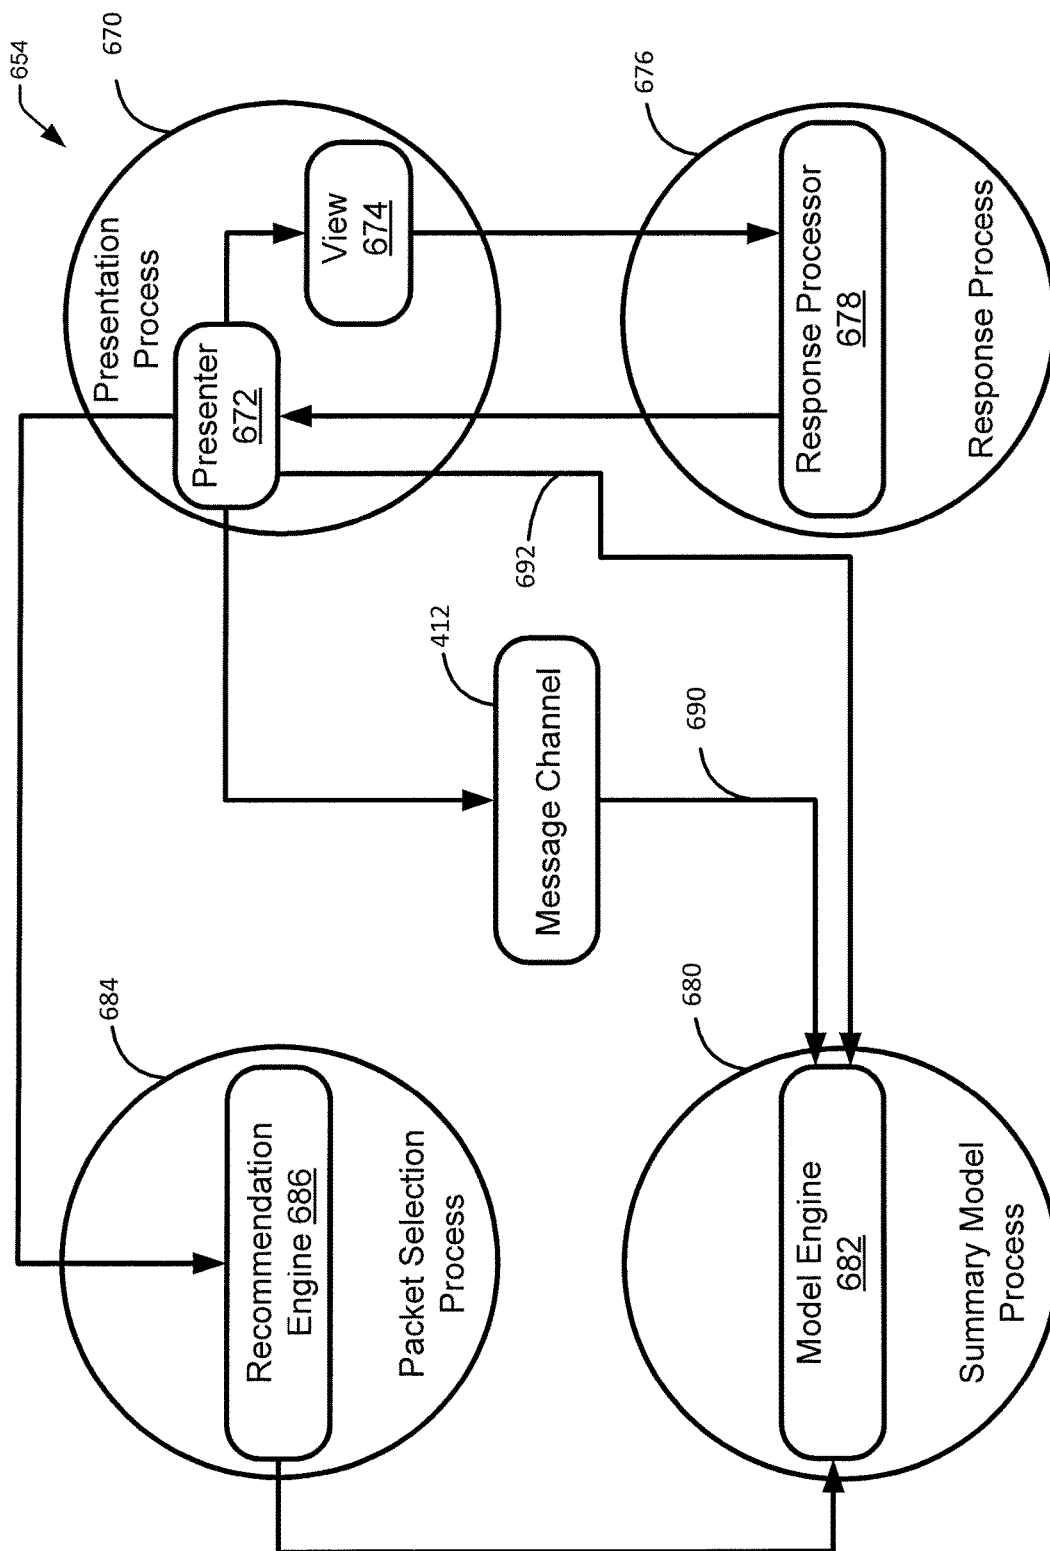 654
684
670
Recommendation
Engine 686
Packet Selection
Process
Presentation
Process
Presenter
672
View
674
412
Message Channel
692
690
680
Model Engine
682
Summary Model
Process
676
Response Processor
678
Response Process